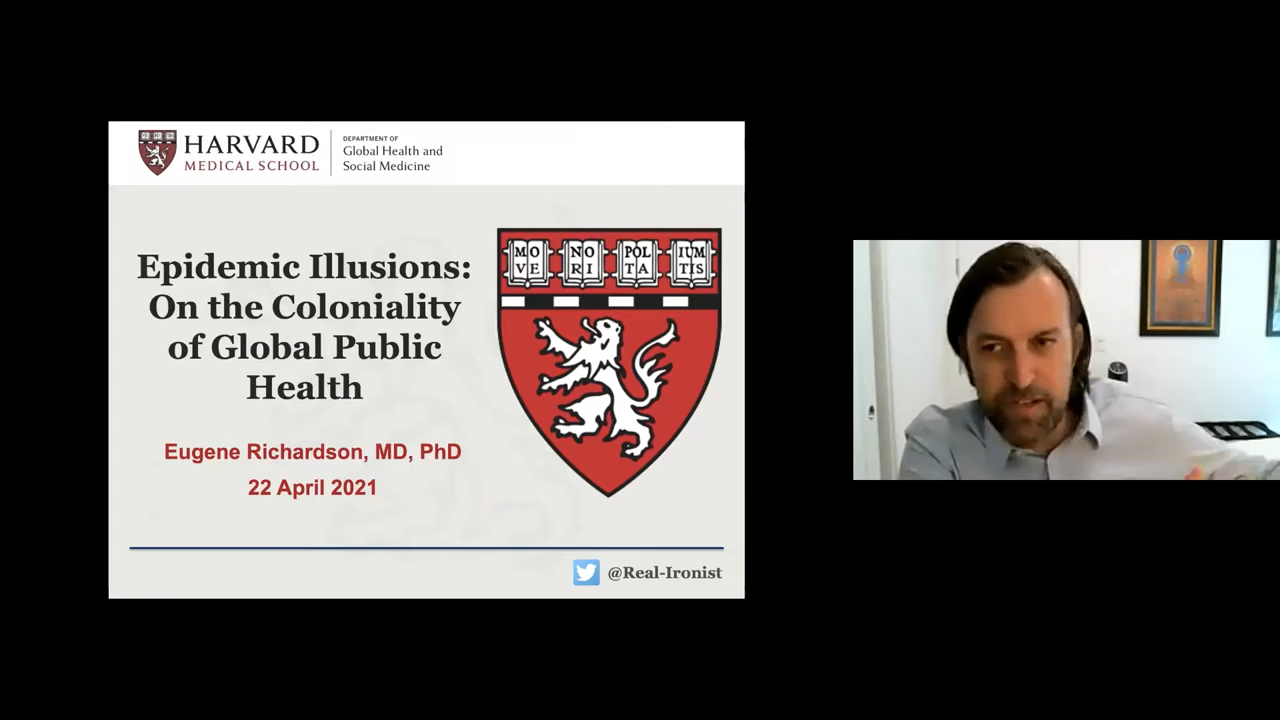 HARVARD
MEDICAL SCHOOL
DEPARTMENT OF
Global Health and
Social Medicine
Epidemic Illusions:
On the Coloniality
of Global Public
Health
Eugene Richardson, MD, PhD
22 April 2021
MO NO POL IUM
VE RI TA TIS
@Real-Ironist